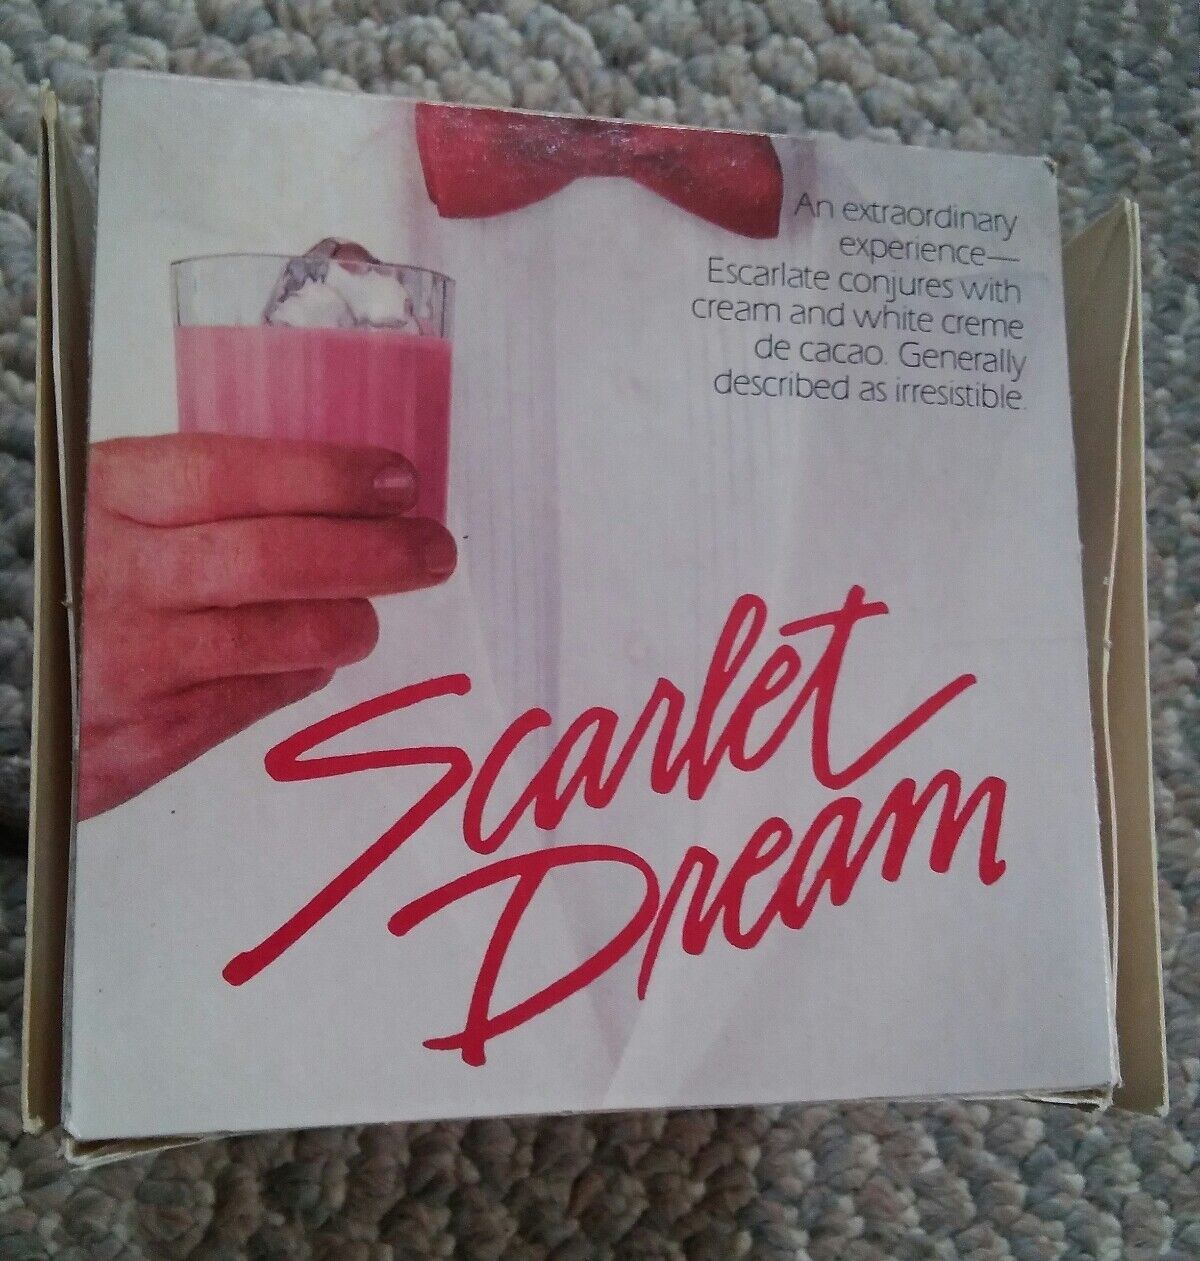 An extraordinary
experience—
Escarlate conjures with
cream and white creme
de cacao. Generally
described as irresistible.
Scarlet
Dream